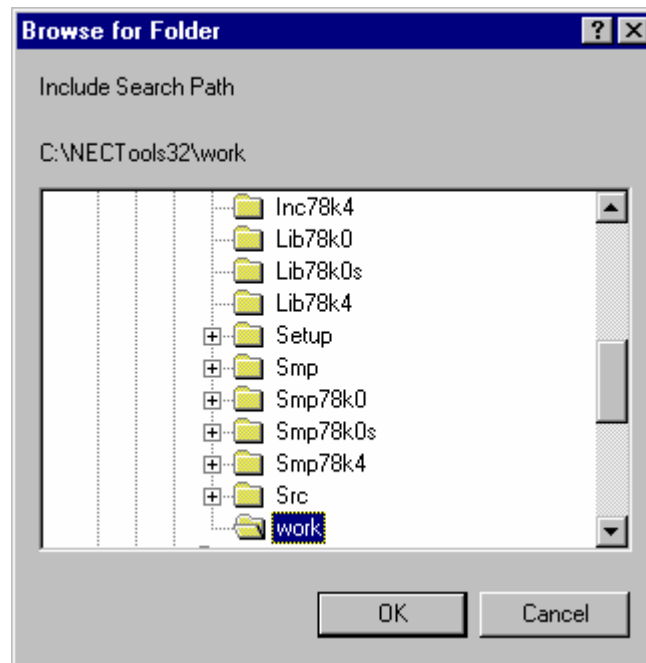 Browse for Folder
Include Search Path
C:\NECTools32\work
Inc78k4
Lib78k0
Lib78k0s
Lib78k4
Setup
Smp
Smp78k0
Smp78k0s
Smp78k4
Src
work
OK Cancel